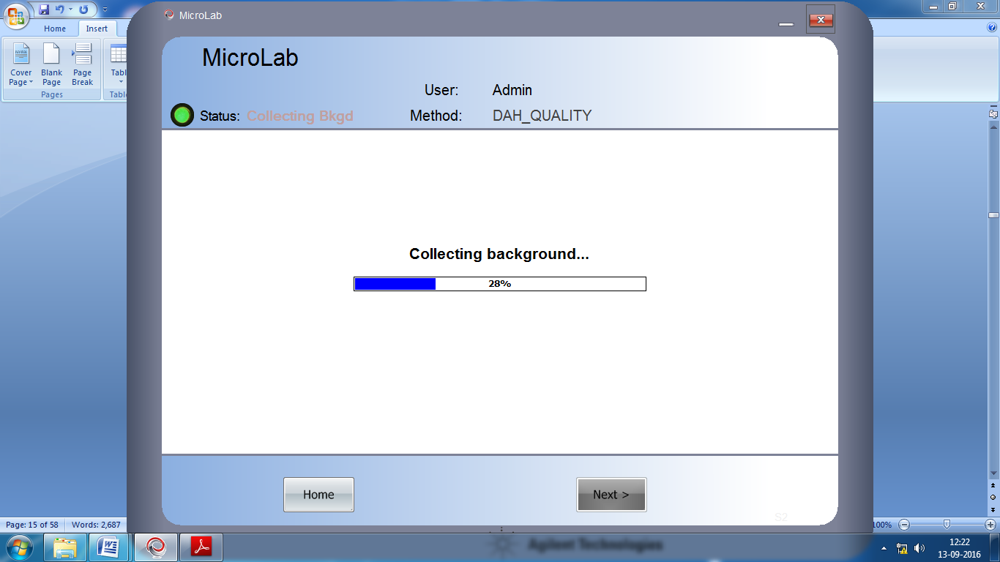 MicroLab
Home
Insert
Cover Page
Blank Page
Page Break
Pages
MicroLab
User: Admin
Status: Collecting Bkgd
Method: DAH_QUALITY
Collecting background...
28%
Home
Next >
S2
Page: 15 of 58
Words: 2,687
100%
Agilent Technologies
12:22
13-09-2016